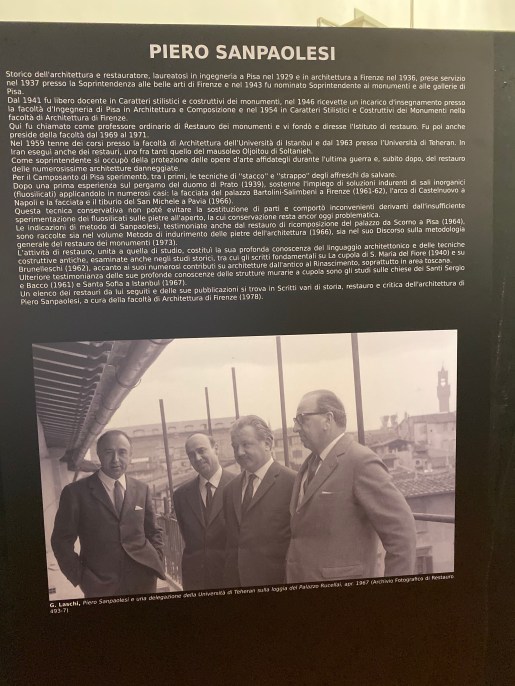 PIERO SANPAOLESI
Storico dell'architettura e restauratore, laureatosi in ingegneria a Pisa nel 1929 e in architettura a Firenze nel 1936, prese servizio
nel 1937 presso la Soprintendenza alle belle arti di Firenze e nel 1943 fu nominato Soprintendente ai monumenti e alle gallerie di
Pisa.
Dal 1941 fu libero docente in Caratteri stilistici e costruttivi dei monumenti, nel 1946 ricevette un incarico d'insegnamento presso
la facoltà d'Ingegneria di Pisa in Architettura e Composizione e nel 1954 in Caratteri Stilistici e Costruttivi dei Monumenti nella
facoltà di Architettura di Firenze.
Qui fu chiamato come professore ordinario di Restauro dei monumenti e vi fondò e diresse l'Istituto di restauro. Fu poi anche
preside della facoltà dal 1969 al 1971.
Nel 1959 tenne dei corsi presso la facoltà di Architettura dell'Università di Istanbul e dal 1963 presso l'Università di Teheran. In
Iran eseguì anche dei restauri, uno fra tanti quello del mausoleo Oljoitou di Soltanieh.
Come soprintendente si occupò della protezione delle opere d'arte affidategli durante l'ultima guerra e, subito dopo, del restauro
delle numerosissime architetture danneggiate.
Per il Camposanto di Pisa sperimentò, tra i primi, le tecniche di "stacco" e "strappo" degli affreschi da salvare.
Dopo una prima esperienza sul pergamo del duomo di Prato (1939), sostenne l'impiego di soluzioni indurenti di sali inorganici
(fluosilicati) applicandolo in numerosi casi: la facciata del palazzo Bartolini-Salimbeni a Firenze (1961-62), l'arco di Castelnuovo a
Napoli e la facciata e il tiburio del San Michele a Pavia (1966).
Questa tecnica conservativa non poté evitare la sostituzione di parti e comportò inconvenienti derivanti dall'insufficiente
sperimentazione dei fluosilicati sulle pietre all'aperto, la cui conservazione resta ancor oggi problematica.
Le indicazioni di metodo di Sanpaolesi, testimoniate anche dal restauro di ricomposizione del palazzo da Scorno a Pisa (1964),
sono raccolte sia nel volume Metodo di indurimento delle pietre dell'architettura (1966), sia nel suo Discorso sulla metodologia
generale del restauro dei monumenti (1973).
L'attività di restauro, unita a quella di studio, costituì la sua profonda conoscenza del linguaggio architettonico e delle tecniche
costruttive antiche, esaminate anche negli studi storici, tra cui gli scritti fondamentali su La cupola di S. Maria del Fiore (1940) e su
Brunelleschi (1962), accanto ai suoi numerosi contributi su architetture dall'antico al Rinascimento, soprattutto in area toscana.
Ulteriore testimonianza delle sue profonde conoscenze delle strutture murarie a cupola sono gli studi sulle chiese dei Santi Sergio
e Bacco (1961) e Santa Sofia a Istanbul (1967).
Un elenco dei restauri da lui seguiti e delle sue pubblicazioni si trova in Scritti vari di storia, restauro e critica dell'architettura di
Piero Sanpaolesi, a cura della facoltà di Architettura di Firenze (1978).
G. Laschi, Piero Sanpaolesi e una delegazione della Università di Teheran sulla loggia del Palazzo Rucellai, apr. 1967 (Archivio Fotografico di Restauro
493-7)